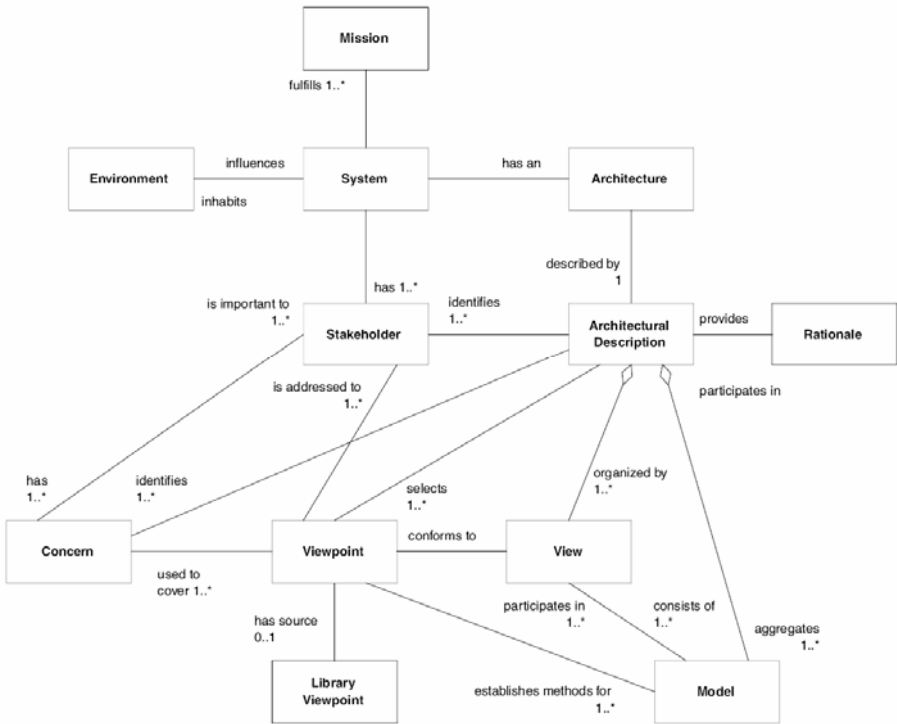 Mission
fulfills 1..*
influences
has an
Environment
System
Architecture
inhabits
described by
1
has 1..*
is important to
1..*
identifies
1..*
Stakeholder
Architectural
Description
provides
Rationale
is addressed to
1..*
participates in
has
1..*
identifies
1..*
selects
1..*
organized by
1..*
Concern
Viewpoint
conforms to
View
used to
cover 1..*
has source
0..1
participates in
1..*
consists of
1..*
aggregates
1..*
Library
Viewpoint
establishes methods for
1..*
Model